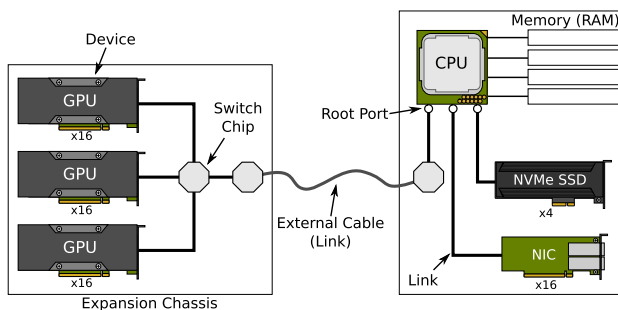 Device
GPU
x16
GPU
x16
GPU
x16
Switch
Chip
Expansion Chassis
External Cable
(Link)
Memory (RAM)
CPU
Root Port
NVMe SSD
x4
NIC
x16
Link